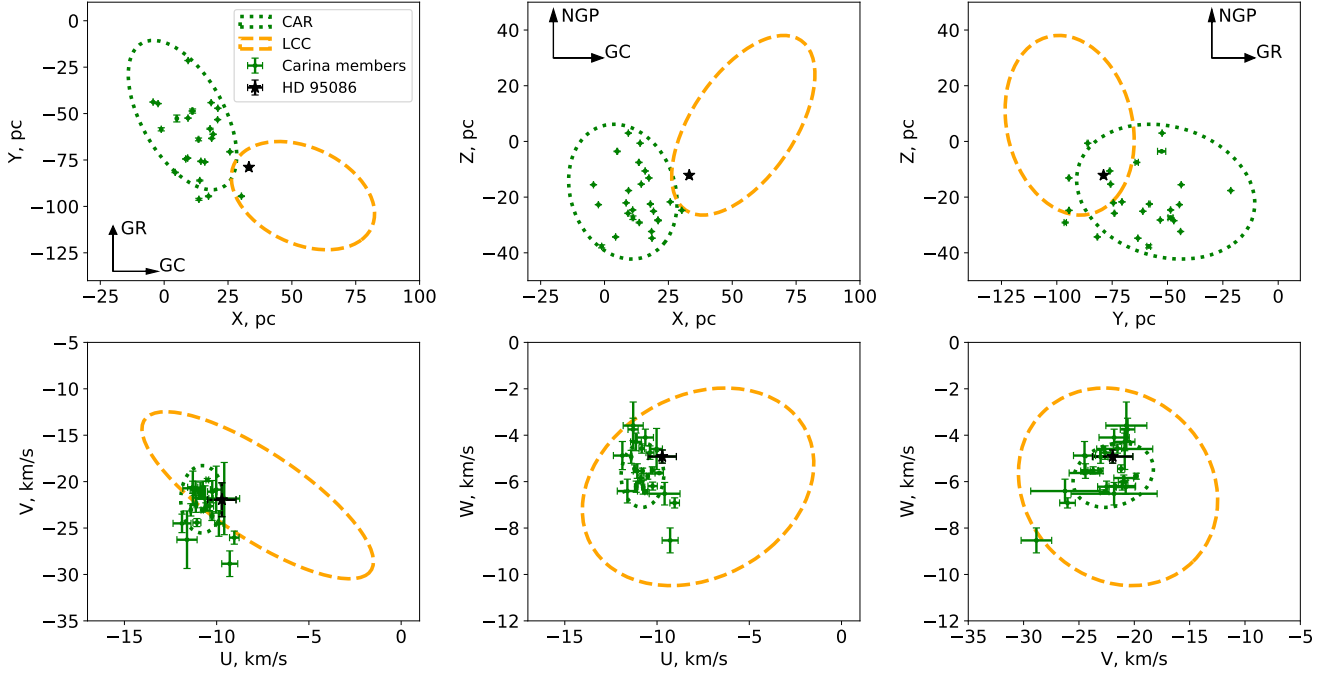 0
−25
−50
−75
−100
−125
Y, pc
−25 0 25 50 75 100
X, pc
GR
GC
CAR
LCC
Carina members
HD 95086
40
20
0
−20
−40
Z, pc
−25 0 25 50 75 100
X, pc
NGP
GC
40
20
0
−20
−40
Z, pc
−125 −100 −75 −50 −25 0
Y, pc
NGP
GR
−5
−10
−15
−20
−25
−30
−35
V, km/s
−15 −10 −5 0
U, km/s
0
−2
−4
−6
−8
−10
−12
W, km/s
−15 −10 −5 0
U, km/s
0
−2
−4
−6
−8
−10
−12
W, km/s
−35 −30 −25 −20 −15 −10 −5
V, km/s